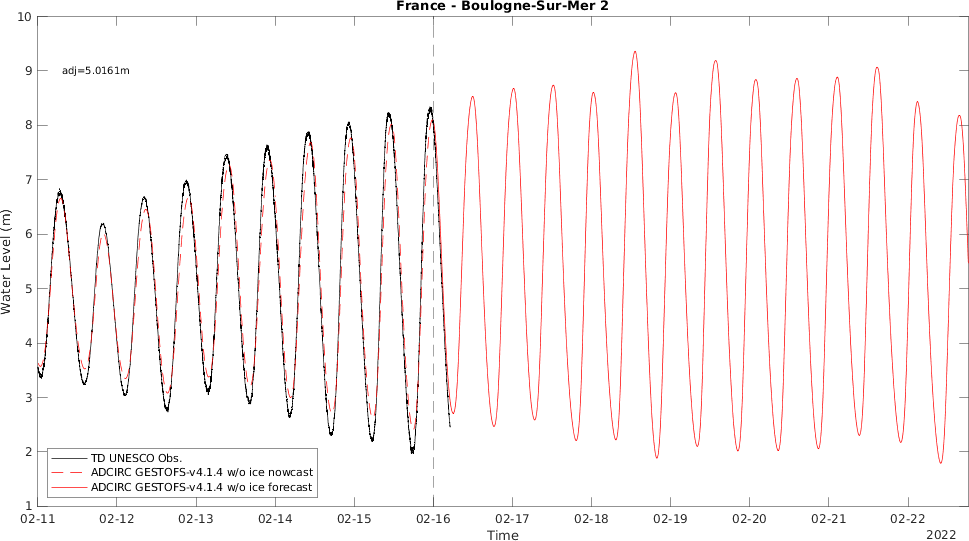 France - Boulogne-Sur-Mer 2
10
9
8
7
6
5
4
3
2
1
Water Level (m)
adj=5.0161m
TD UNESCO Obs.
ADCIRC GESTOFS-v4.1.4 w/o ice nowcast
ADCIRC GESTOFS-v4.1.4 w/o ice forecast
02-11 02-12 02-13 02-14 02-15 02-16 02-17 02-18 02-19 02-20 02-21 02-22
Time
2022